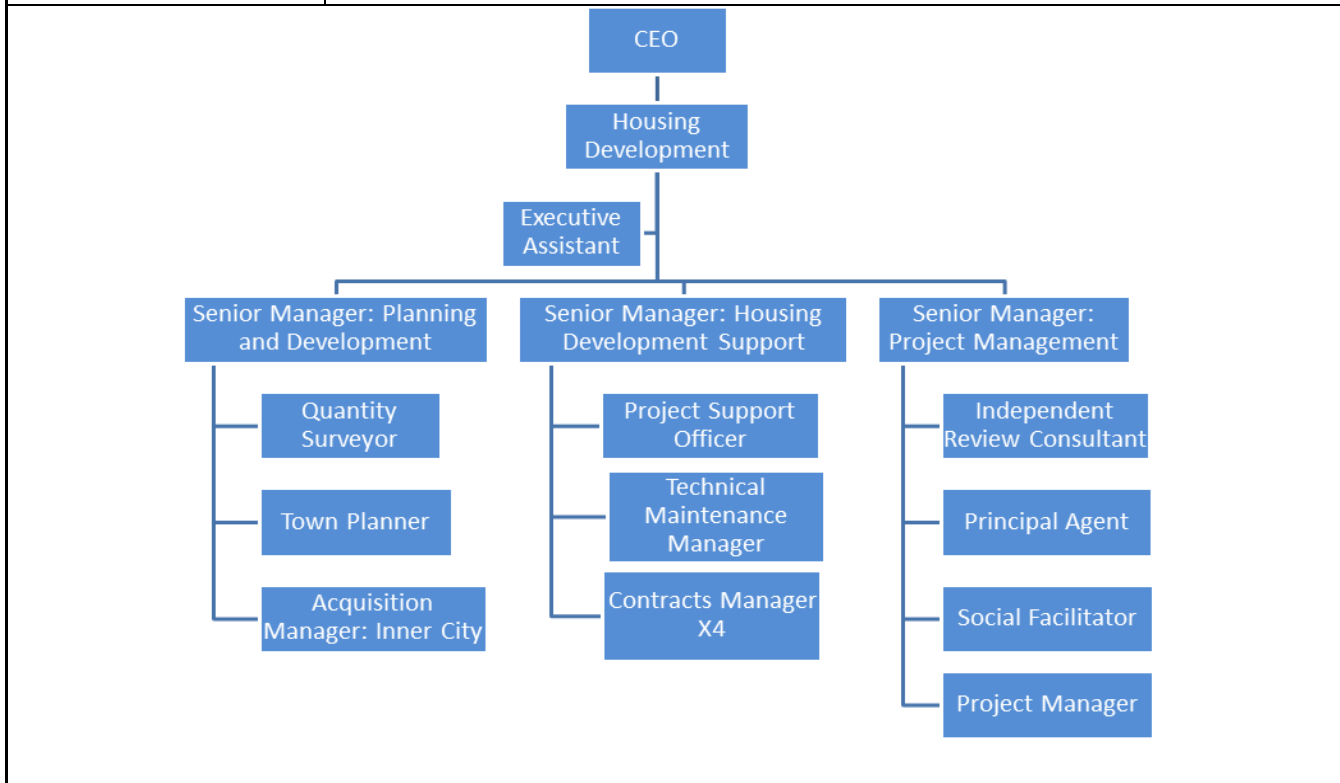 CEO
Housing
Development
Executive
Assistant
Senior Manager: Planning
and Development
Senior Manager: Housing
Development Support
Senior Manager:
Project Management
Quantity
Surveyor
Project Support
Officer
Independent
Review Consultant
Town Planner
Technical
Maintenance
Manager
Principal Agent
Acquisition
Manager: Inner City
Contracts Manager
X4
Social Facilitator
Project Manager